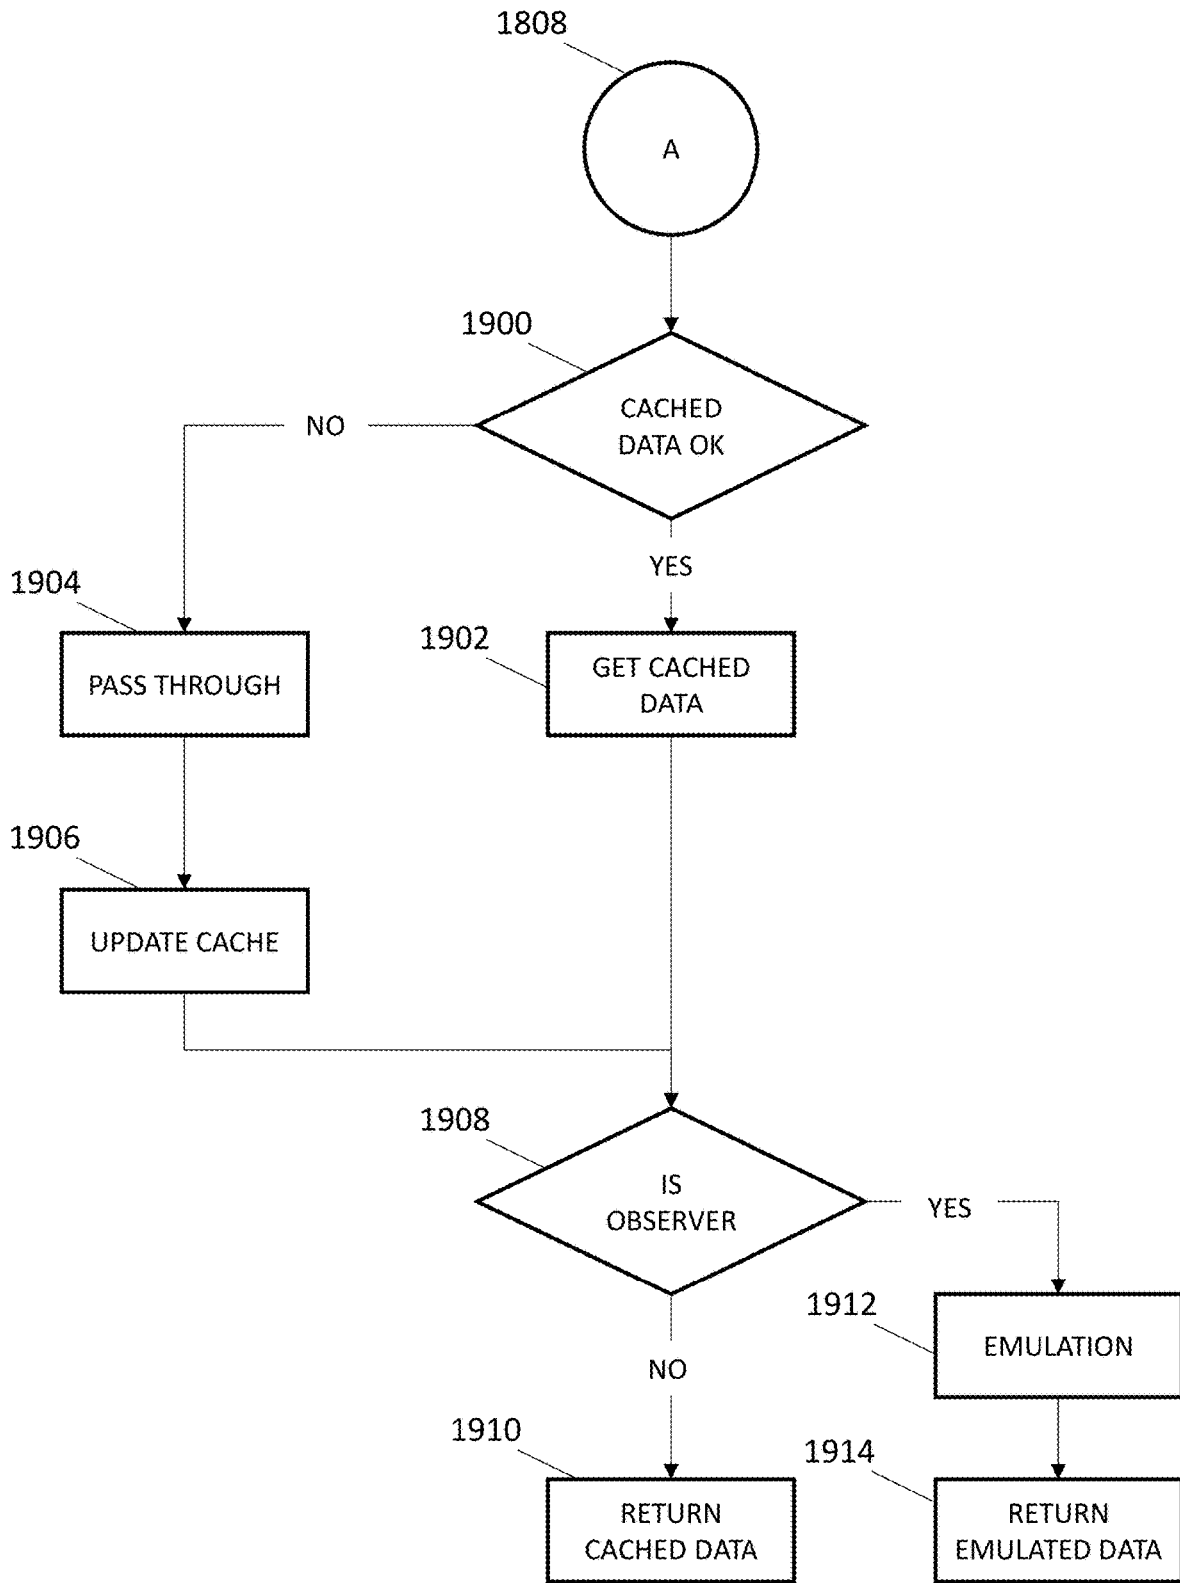 1808
A
1900
CACHED
DATA OK
NO
YES
1904
PASS THROUGH
1902
GET CACHED
DATA
1906
UPDATE CACHE
1908
IS
OBSERVER
YES
NO
1912
EMULATION
1910
RETURN
CACHED DATA
1914
RETURN
EMULATED DATA